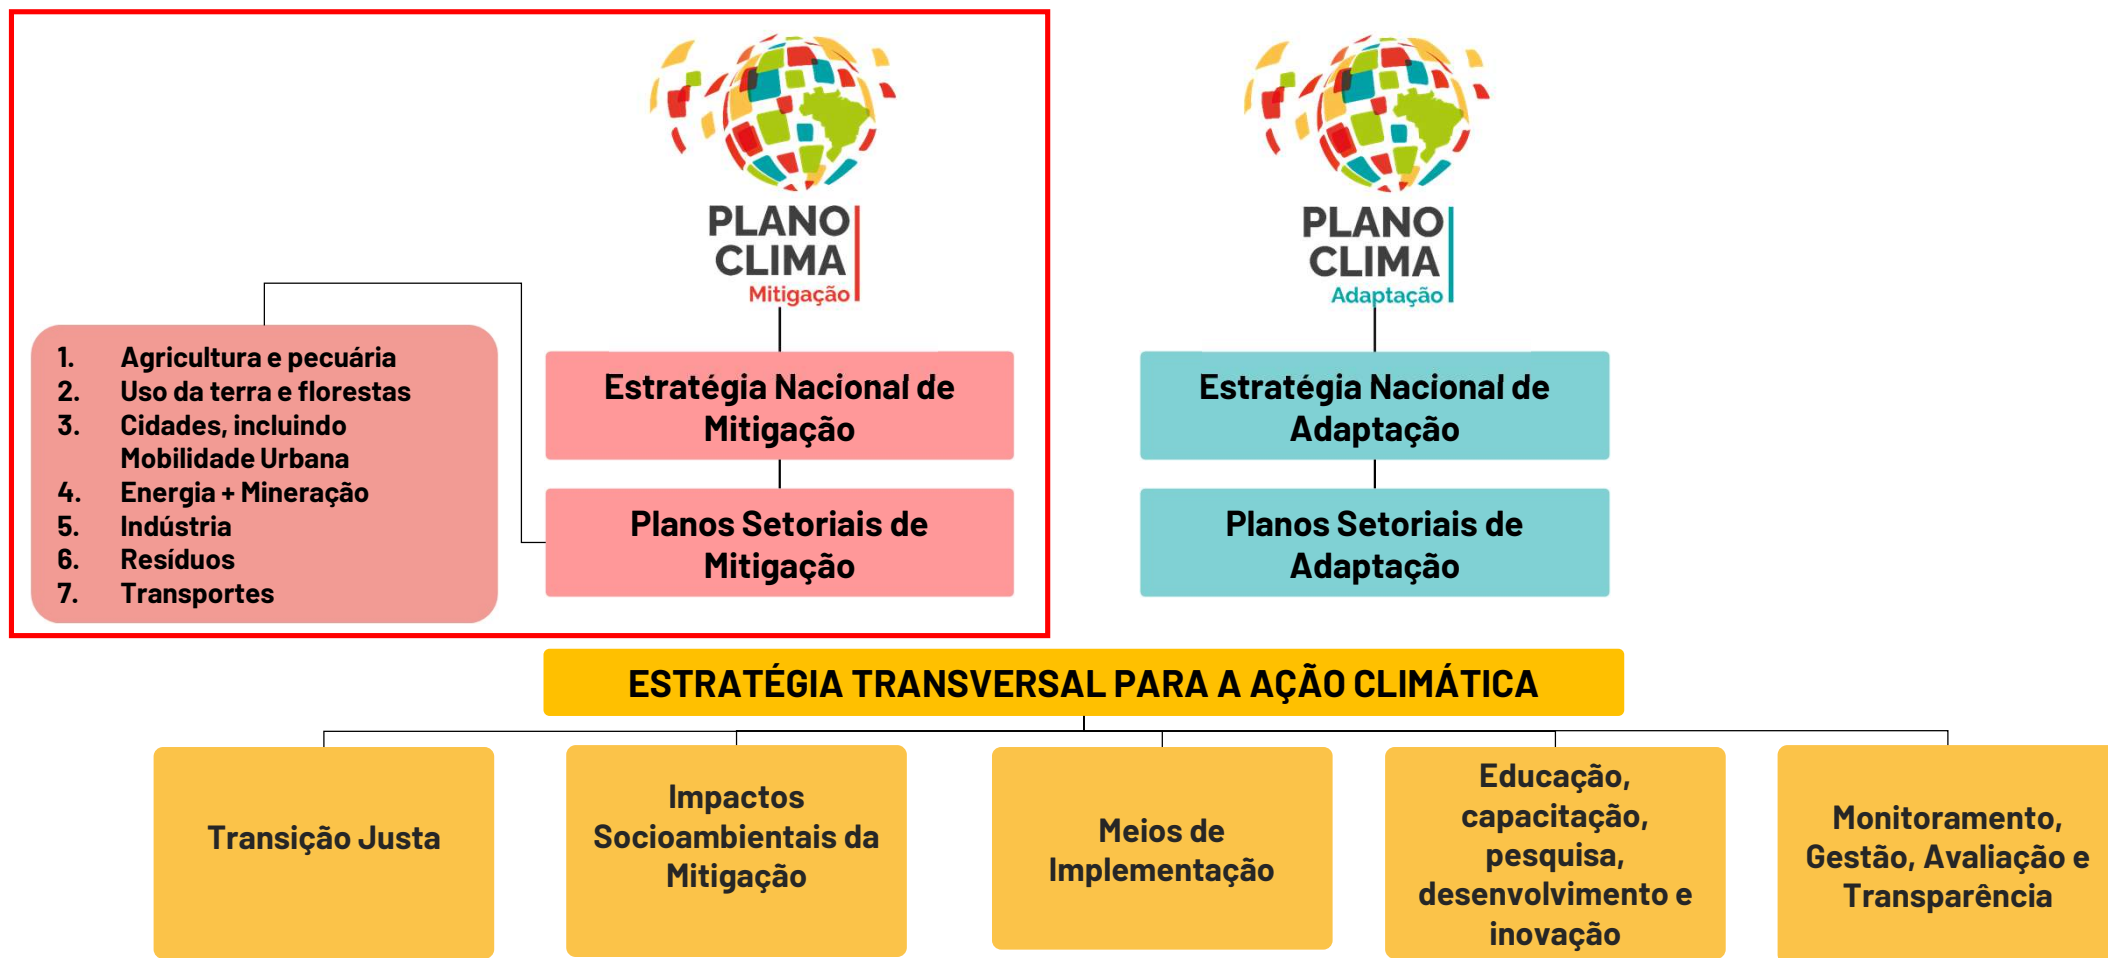 PLANO
CLIMA
Mitigação
1. Agricultura e pecuária
2. Uso da terra e florestas
3. Cidades, incluindo
Mobilidade Urbana
4. Energia + Mineração
5. Indústria
6. Resíduos
7. Transportes
Estratégia Nacional de
Mitigação
Planos Setoriais de
Mitigação
PLANO
CLIMA
Adaptação
Estratégia Nacional de
Adaptação
Planos Setoriais de
Adaptação
ESTRATÉGIA TRANSVERSAL PARA A AÇÃO CLIMÁTICA
Transição Justa
Impactos
Socioambientais da
Mitigação
Meios de
Implementação
Educação,
capacitação,
pesquisa,
desenvolvimento e
inovação
Monitoramento,
Gestão, Avaliação e
Transparência